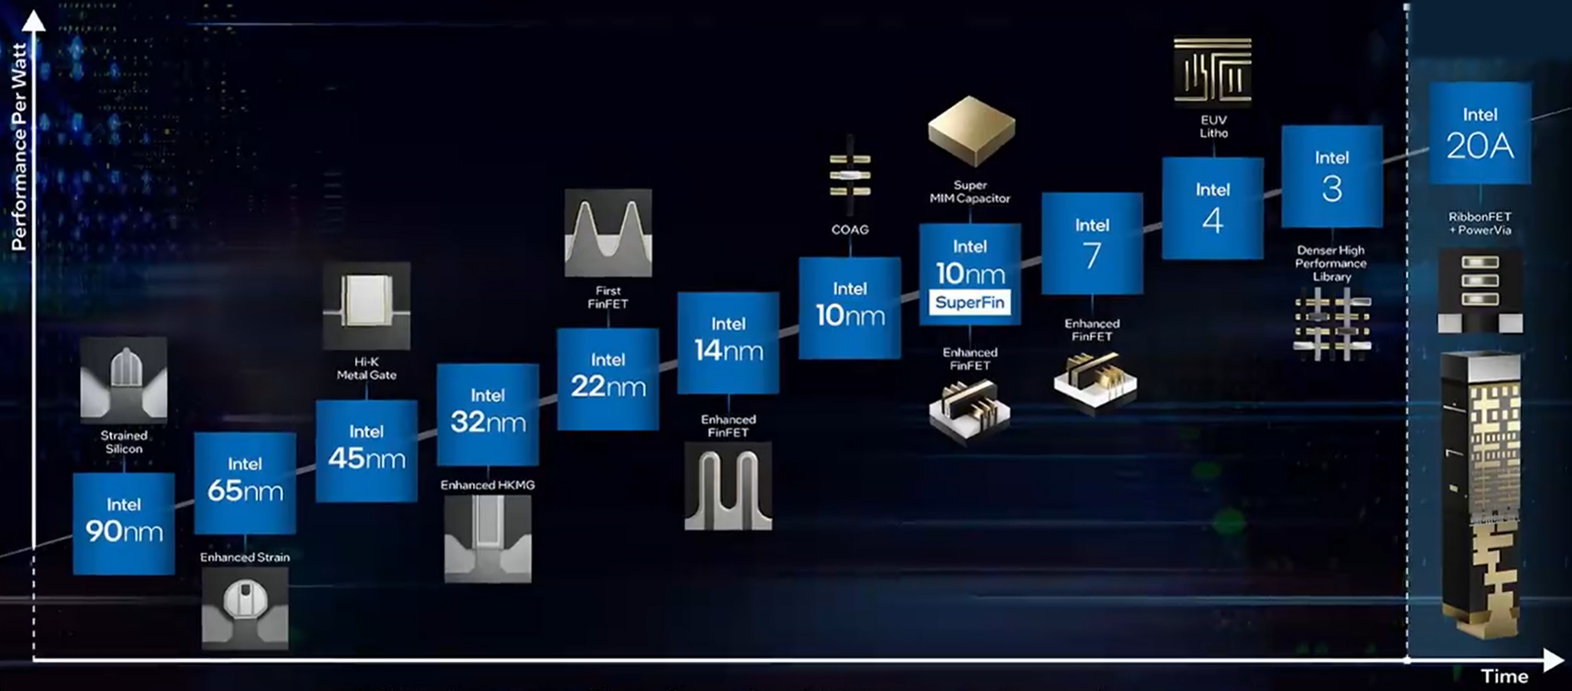 Performance Per Watt
Strained
Silicon
Intel
90nm
Intel
65nm
Enhanced Strain
Hi-K
Metal Gate
Intel
45nm
Intel
32nm
Enhanced HKMG
First
FinFET
Intel
22nm
Intel
14nm
Enhanced
FinFET
COAG
Intel
10nm
Super
MIM Capacitor
Intel
10nm
SuperFin
Enhanced
FinFET
Intel
7
Enhanced
FinFET
EUV
Litho
Intel
4
Intel
3
Denser High
Performance
Library
Intel
20A
RibbonFET
+ PowerVia
Time